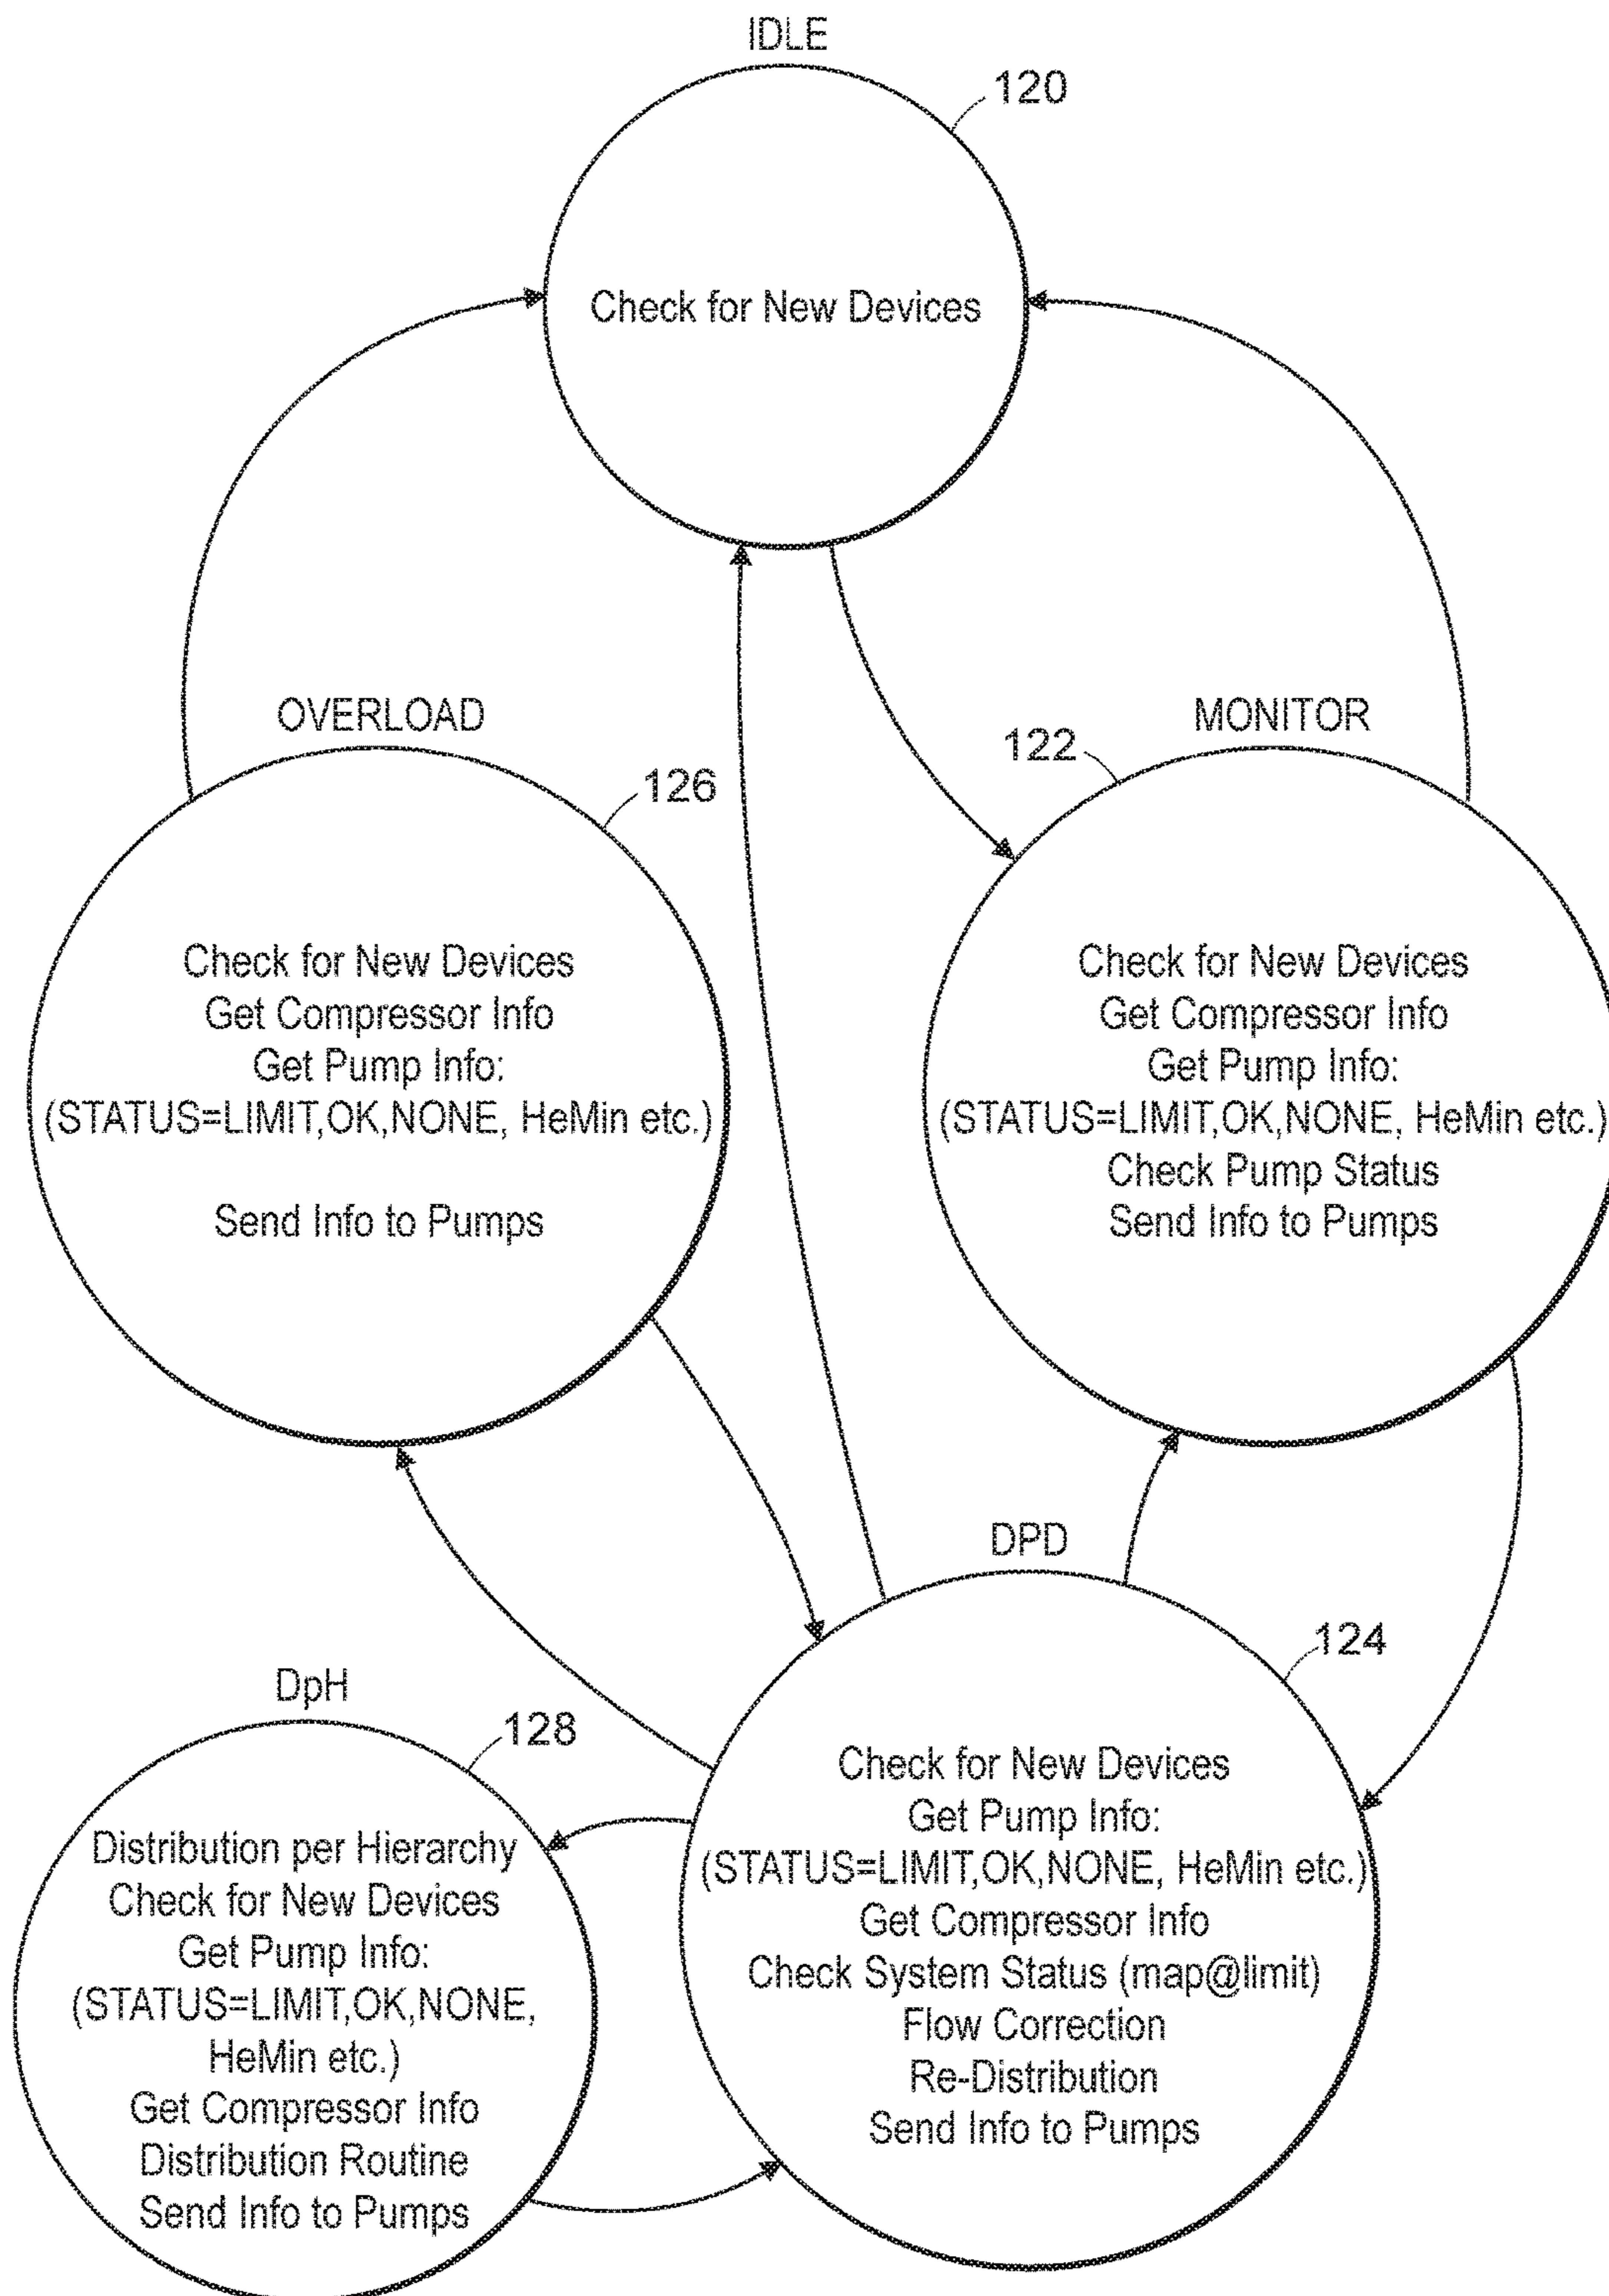 IDLE
120
Check for New Devices
OVERLOAD
126
Check for New Devices
Get Compressor Info
Get Pump Info:
(STATUS=LIMIT,OK,NONE, HeMin etc.)
Send Info to Pumps
MONITOR
122
Check for New Devices
Get Compressor Info
Get Pump Info:
(STATUS=LIMIT,OK,NONE, HeMin etc.)
Check Pump Status
Send Info to Pumps
DPD
124
Check for New Devices
Get Pump Info:
(STATUS=LIMIT,OK,NONE, HeMin etc.)
Get Compressor Info
Check System Status (map@limit)
Flow Correction
Re-Distribution
Send Info to Pumps
DpH
128
Distribution per Hierarchy
Check for New Devices
Get Pump Info:
(STATUS=LIMIT,OK,NONE,
HeMin etc.)
Get Compressor Info
Distribution Routine
Send Info to Pumps